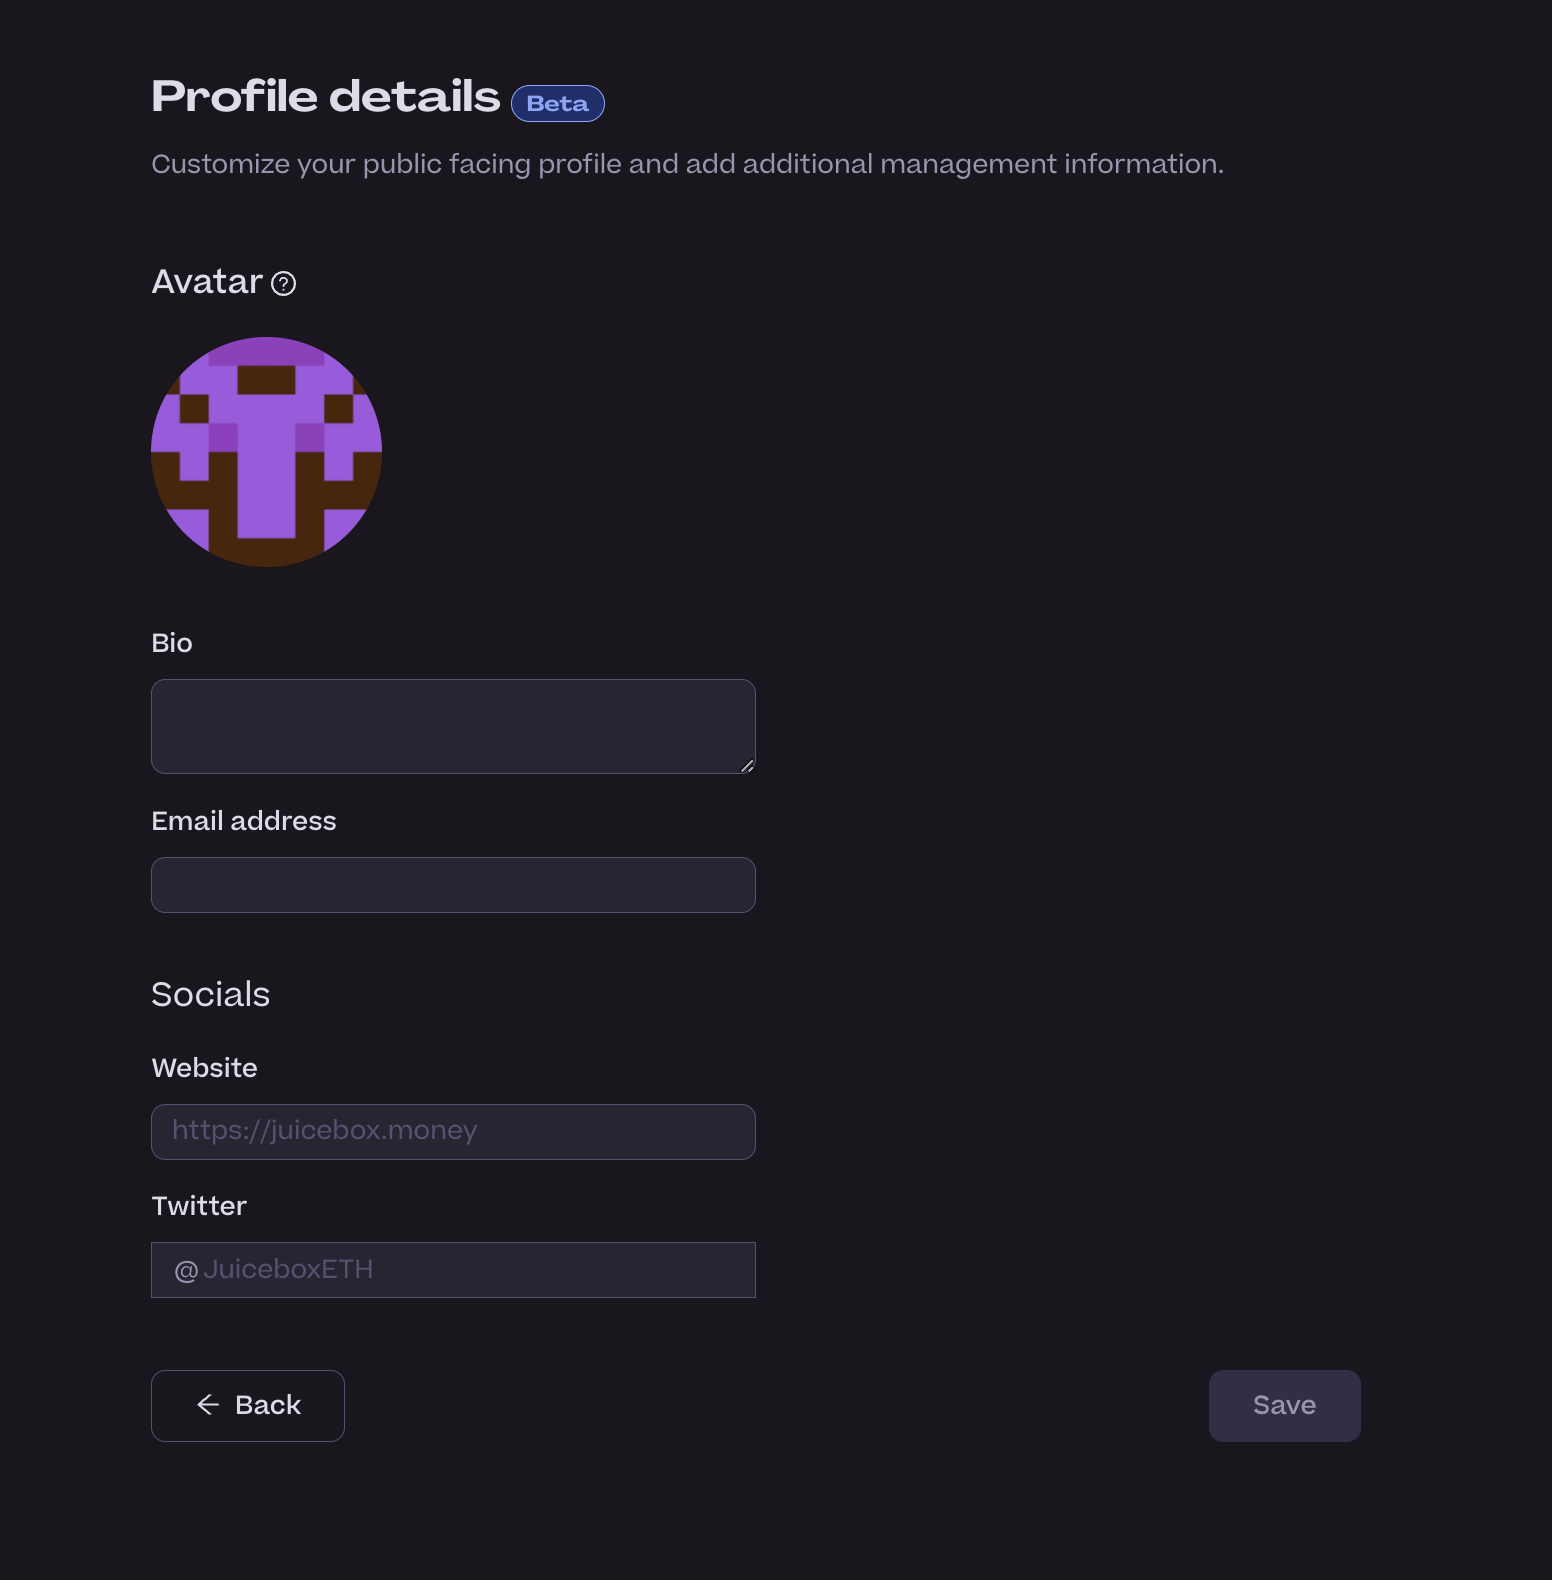 Profile details Beta
Customize your public facing profile and add additional management information.
Avatar ?
Bio
Email address
Socials
Website
https://juicebox.money
Twitter
@JuiceboxETH
← Back
Save